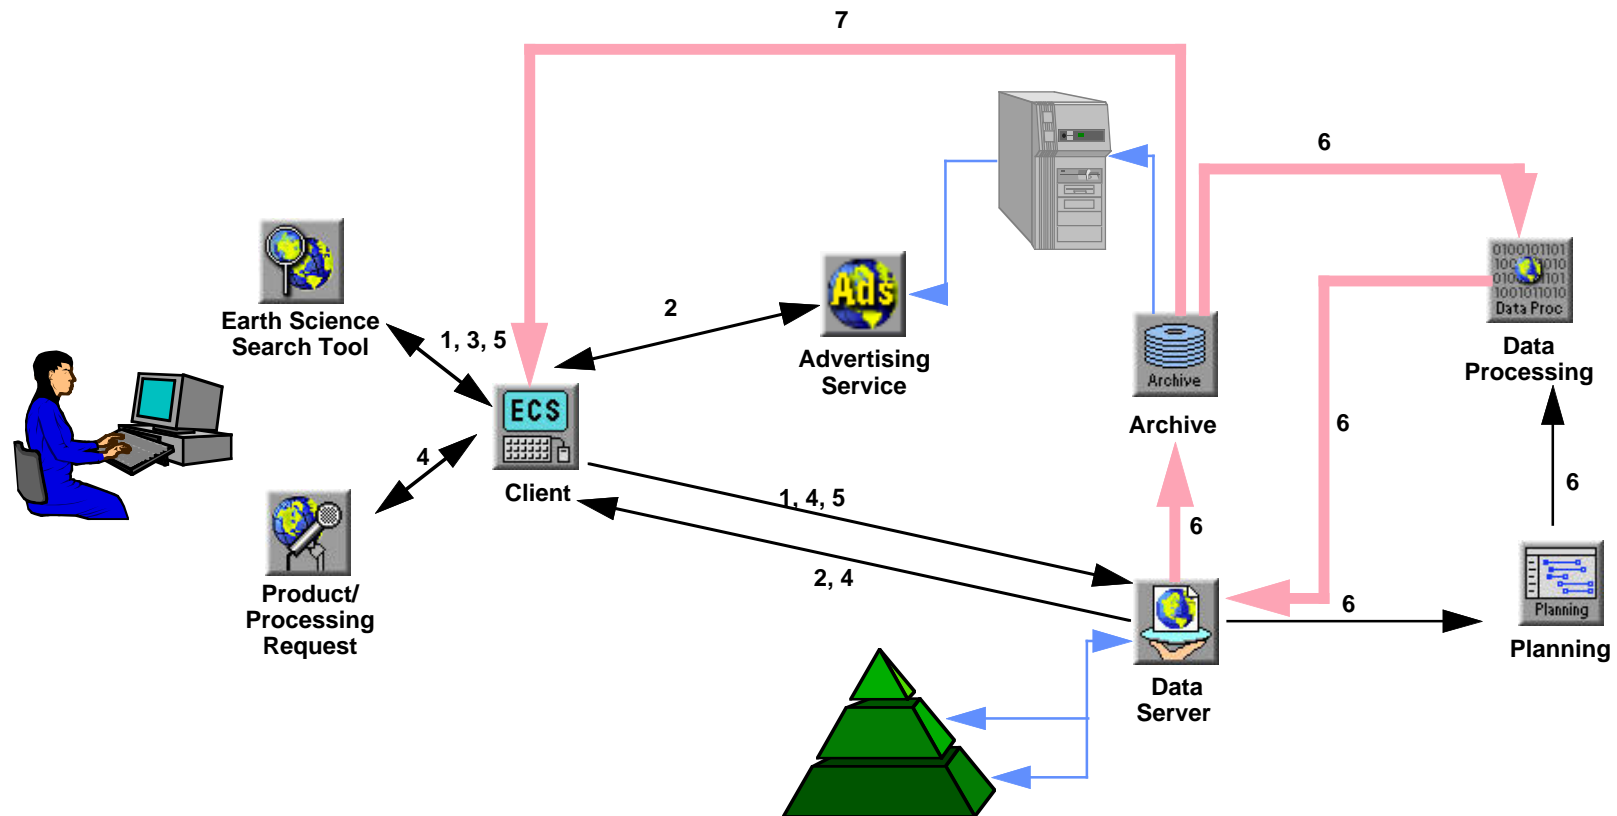 7
6
0100101101
1001011010
Data Proc
Earth Science
Search Tool
1, 3, 5
2
Ads
Advertising
Service
Archive
Archive
Data
Processing
ECS
Client
4
6
6
1, 4, 5
6
2, 4
6
Product/
Processing
Request
Planning
Planning
Data
Server